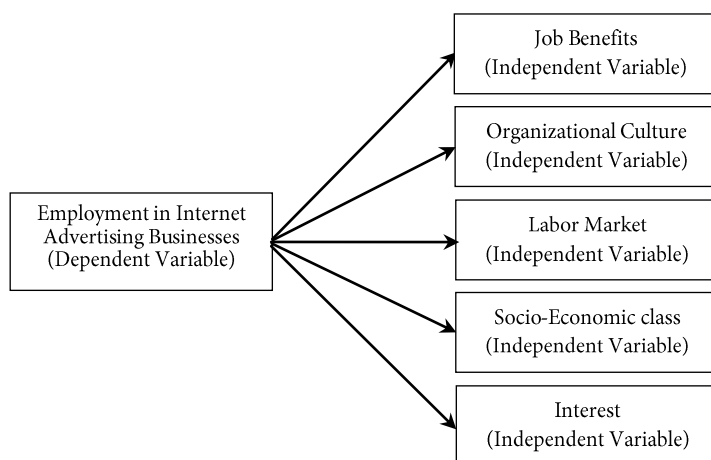 Employment in Internet
Advertising Businesses
(Dependent Variable)
Job Benefits
(Independent Variable)
Organizational Culture
(Independent Variable)
Labor Market
(Independent Variable)
Socio-Economic class
(Independent Variable)
Interest
(Independent Variable)